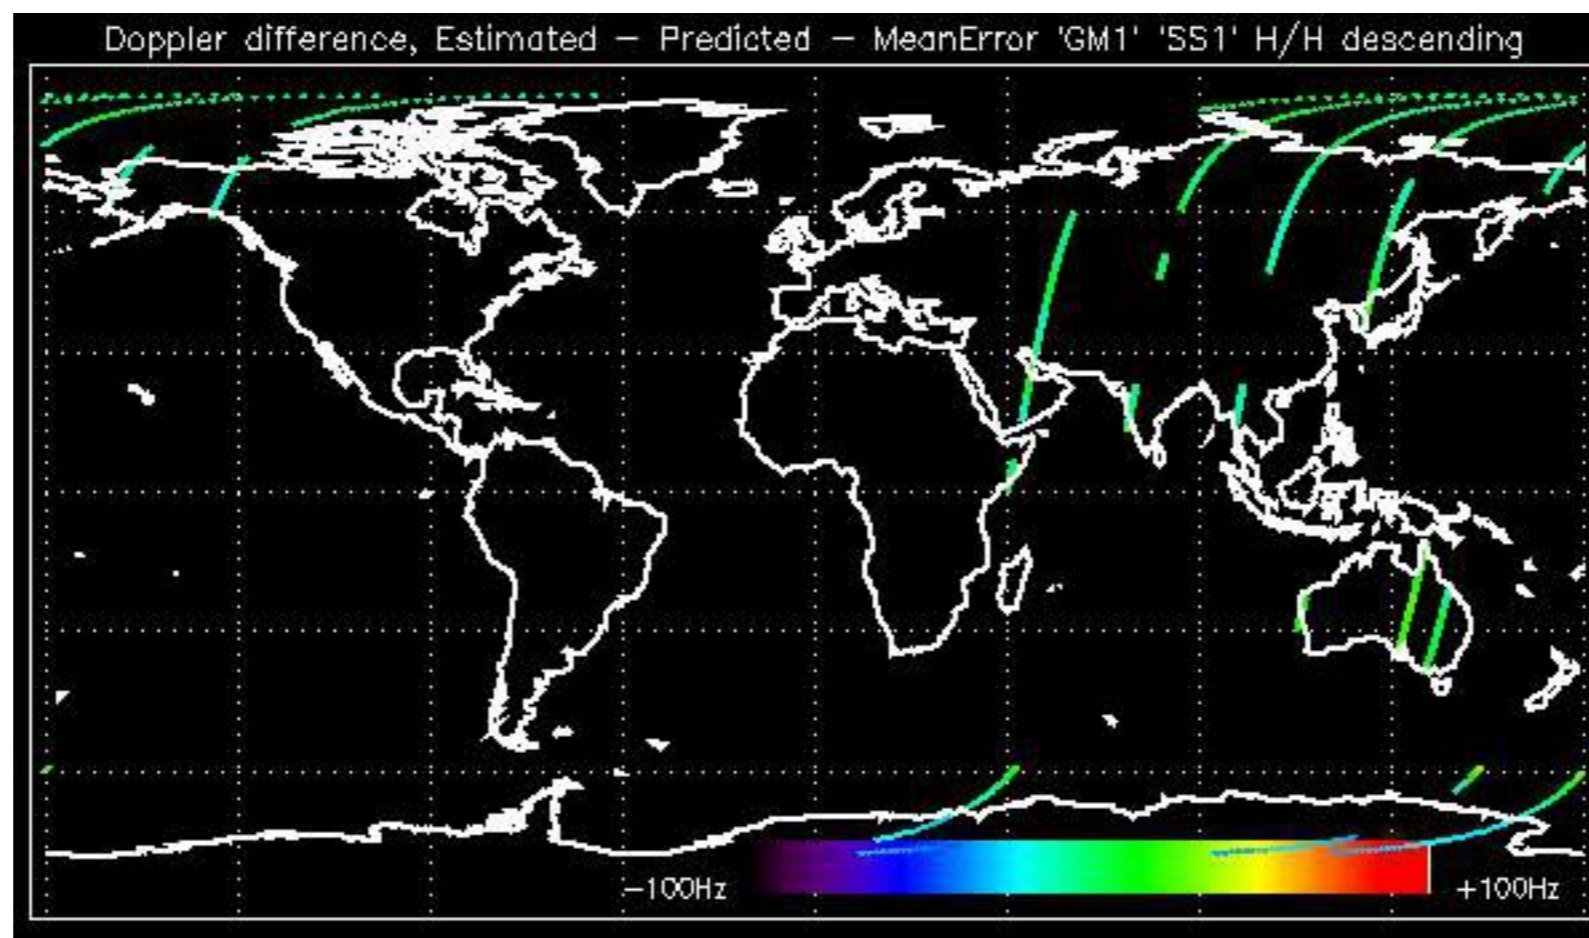 Doppler difference, Estimated – Predicted – MeanError 'GM1' 'SS1' H/H descending
–100Hz +100Hz